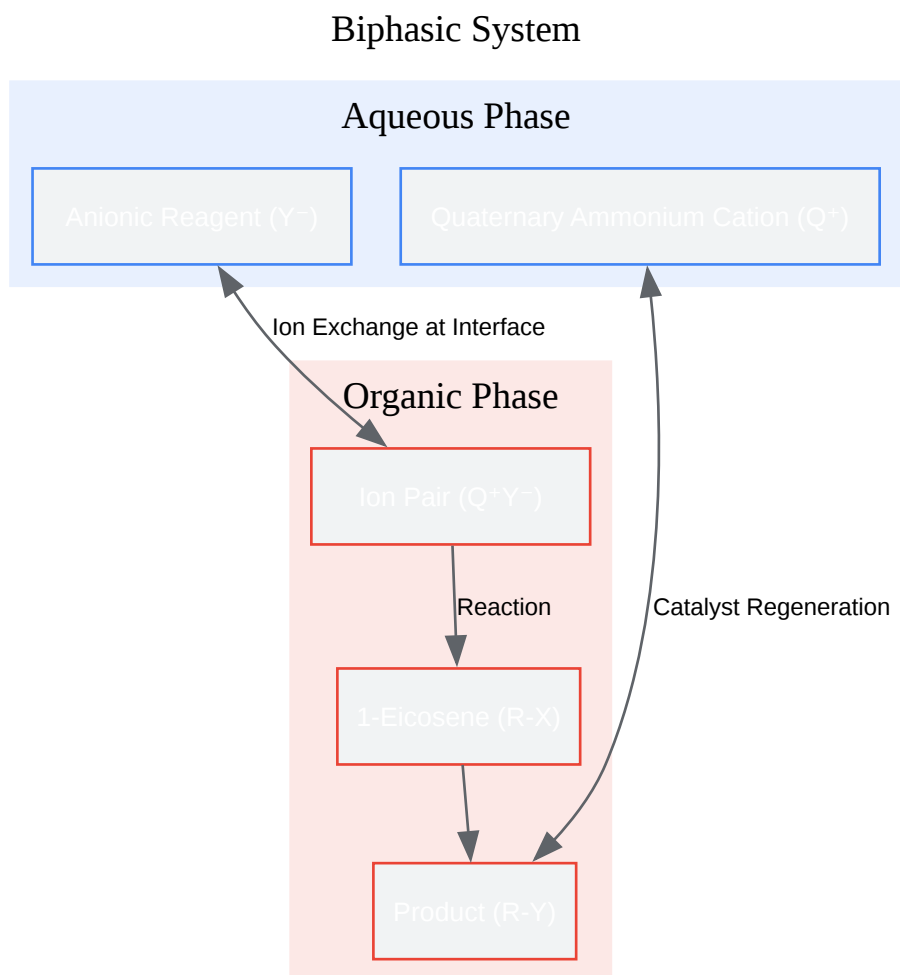 Biphasic System
Aqueous Phase
Anionic Reagent (Y⁻)
Quaternary Ammonium Cation (Q⁺)
Ion Exchange at Interface
Organic Phase
Ion Pair (Q⁺Y⁻)
Reaction
Catalyst Regeneration
1-Eicosene (R-X)
Product (R-Y)